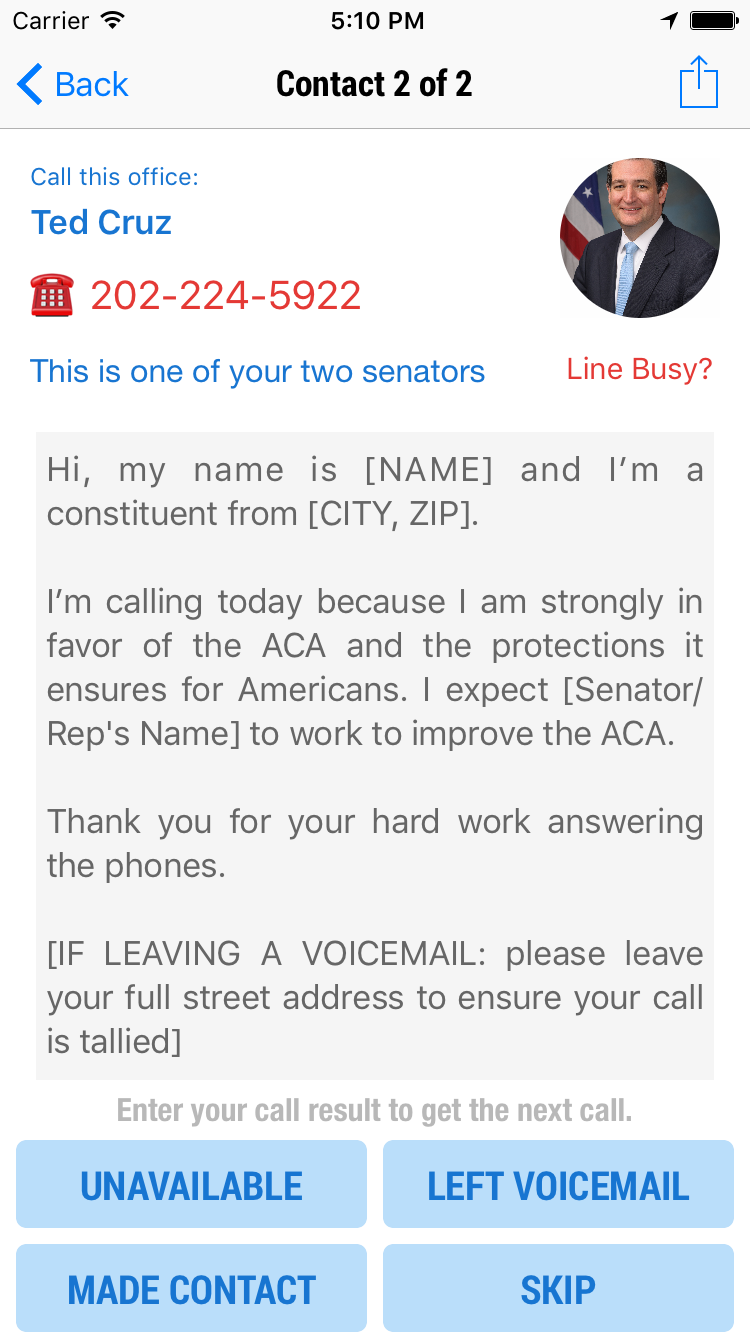 Carrier 5:10 PM
Back Contact 2 of 2
Call this office:
Ted Cruz
202-224-5922
This is one of your two senators Line Busy?
Hi, my name is [NAME] and I’m a
constituent from [CITY, ZIP].
I’m calling today because I am strongly in
favor of the ACA and the protections it
ensures for Americans. I expect [Senator/
Rep's Name] to work to improve the ACA.
Thank you for your hard work answering
the phones.
[IF LEAVING A VOICEMAIL: please leave
your full street address to ensure your call
is tallied]
Enter your call result to get the next call.
UNAVAILABLE LEFT VOICEMAIL
MADE CONTACT SKIP